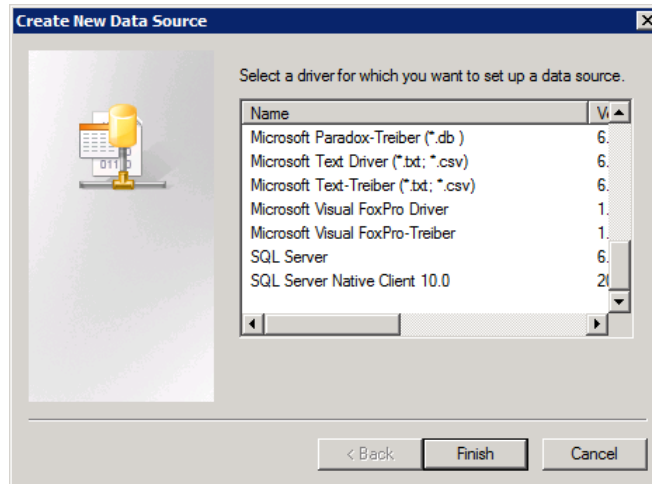 Create New Data Source
Select a driver for which you want to set up a data source.
Name V
Microsoft Paradox-Treiber (*.db ) 6.
Microsoft Text Driver (*.txt; *.csv) 6.
Microsoft Text-Treiber (*.txt; *.csv) 6.
Microsoft Visual FoxPro Driver 1.
Microsoft Visual FoxPro-Treiber 1.
SQL Server 6.
SQL Server Native Client 10.0 20
< Back Finish Cancel